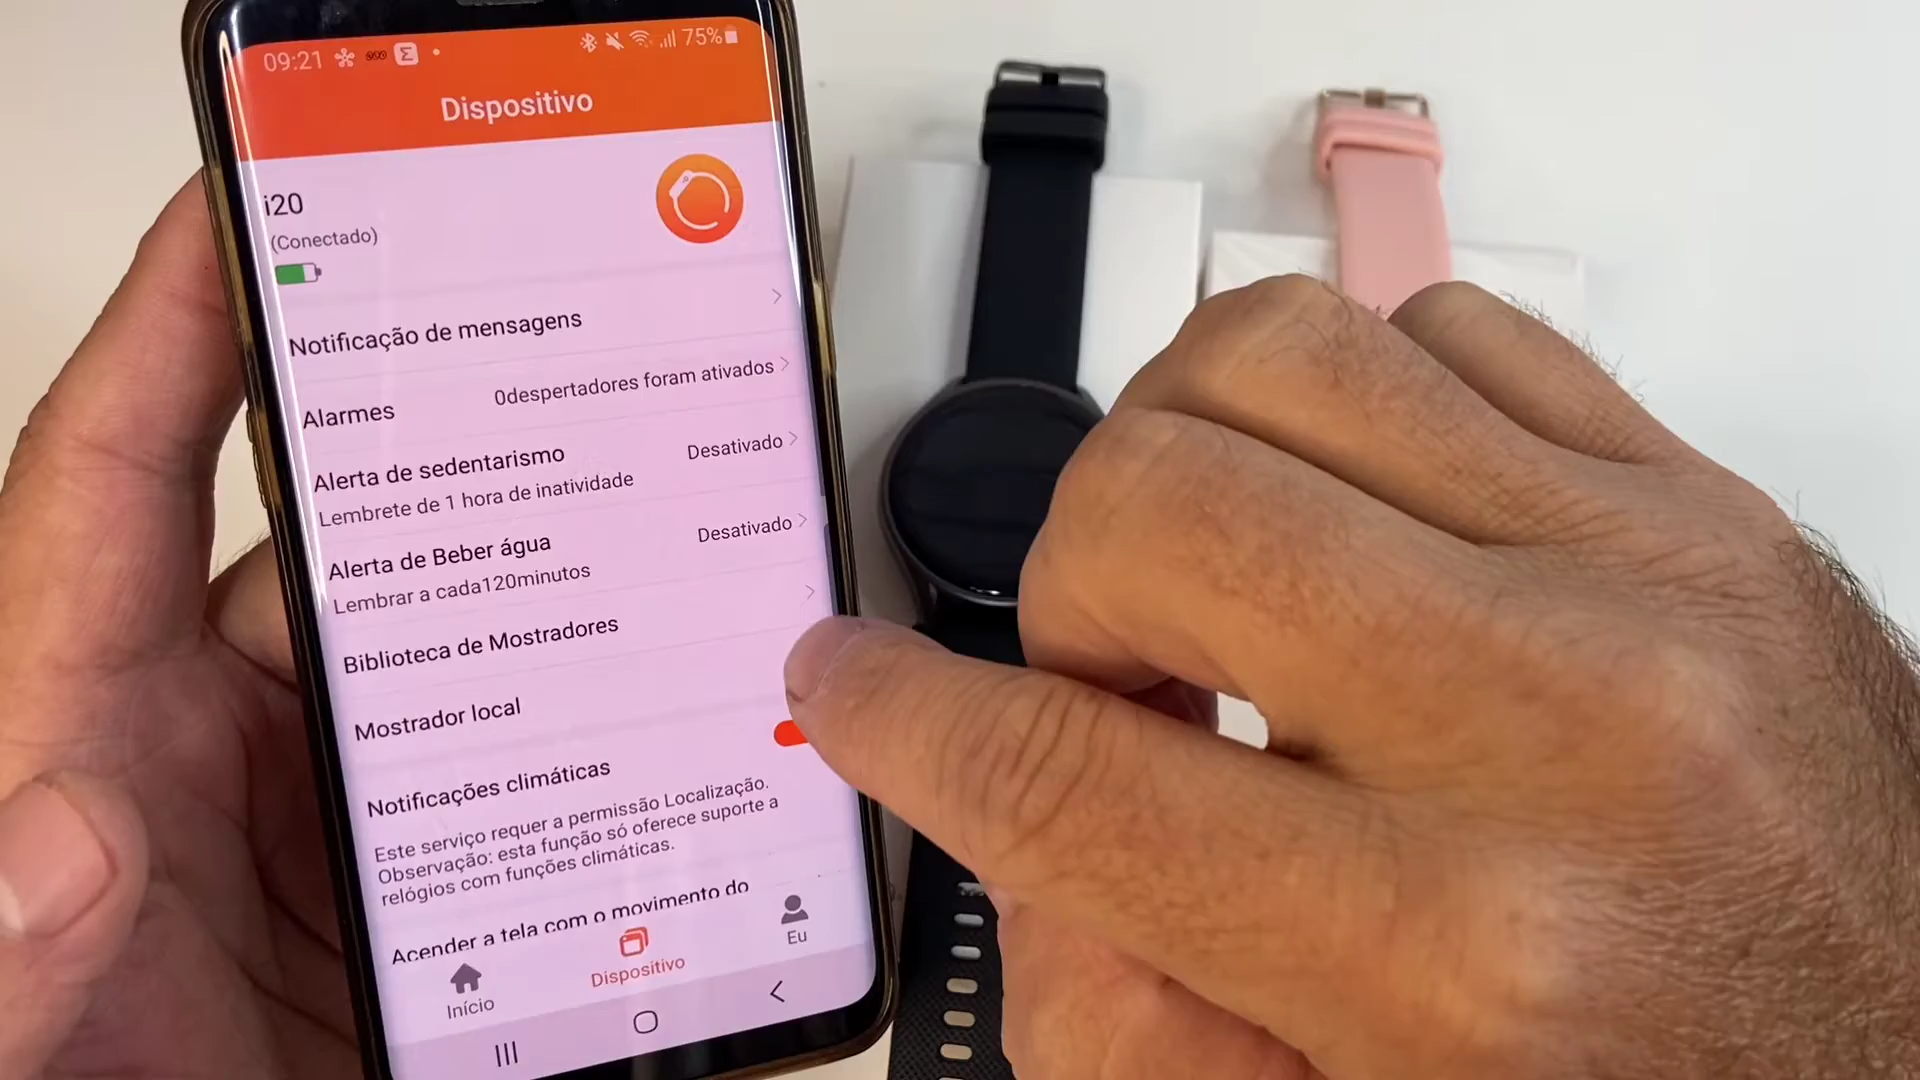 09:21
75%
Dispositivo
i20
(Conectado)
Notificação de mensagens
Alarmes 0despertadores foram ativados
Alerta de sedentarismo Desativado
Lembrete de 1 hora de inatividade
Alerta de Beber água Desativado
Lembrar a cada120minutos
Biblioteca de Mostradores
Mostrador local
Notificações climáticas
Este serviço requer a permissão Localização.
Observação: esta função só oferece suporte a
relógios com funções climáticas.
Acender a tela com o movimento do
Início
Dispositivo
Eu